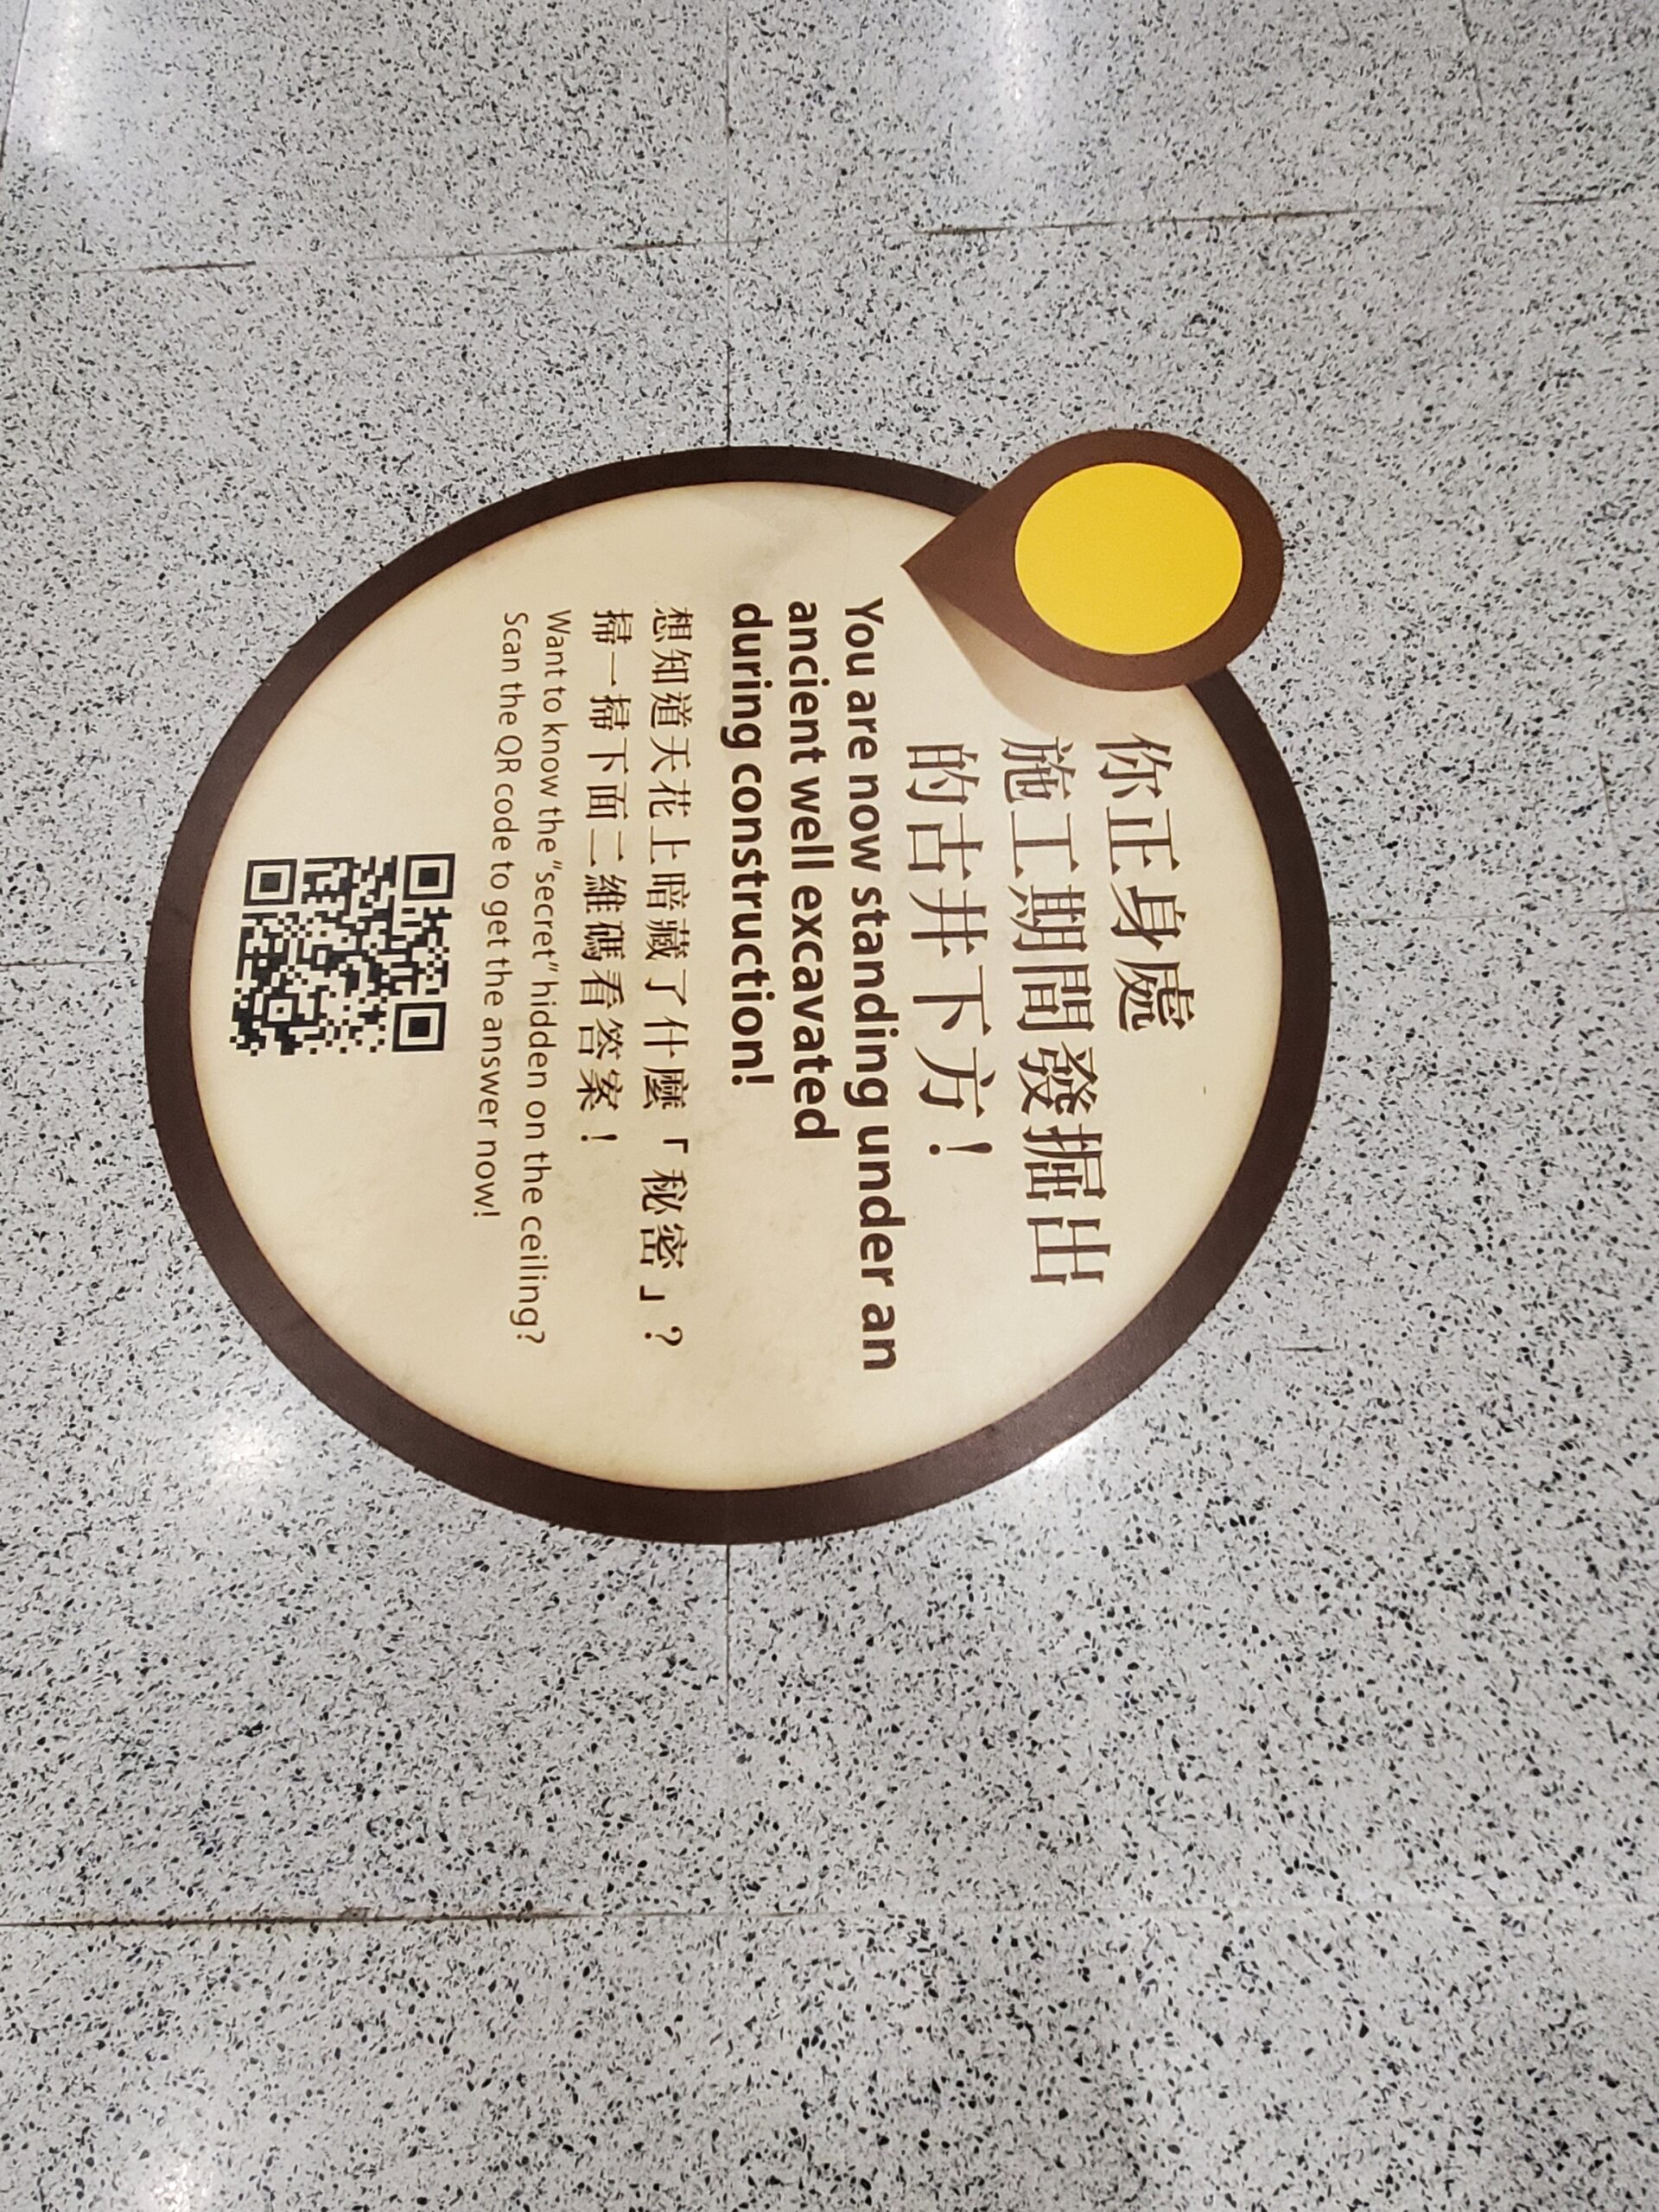 你正身處
施工期間發掘出
的古井下方！
You are now standing under an
ancient well excavated
during construction!
想知道天花上暗藏了什麼「秘密」？
掃一掃下面二維碼看答案！
Want to know the “secret” hidden on the ceiling?
Scan the QR code to get the answer now!